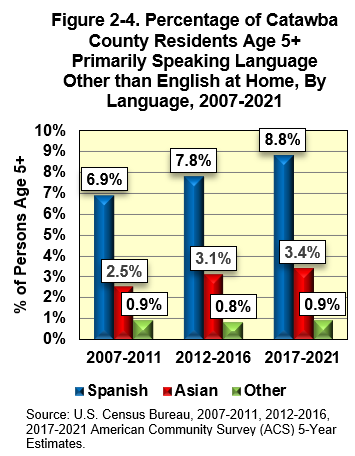 Figure 2-4. Percentage of Catawba
County Residents Age 5+
Primarily Speaking Language
Other than English at Home, By
Language, 2007-2021
% of Persons Age 5+
10%
9%
8%
7%
6%
5%
4%
3%
2%
1%
0%
6.9%
2.5%
0.9%
7.8%
3.1%
0.8%
8.8%
3.4%
0.9%
2007-2011
2012-2016
2017-2021
Spanish
Asian
Other
Source: U.S. Census Bureau, 2007-2011, 2012-2016,
2017-2021 American Community Survey (ACS) 5-Year
Estimates.